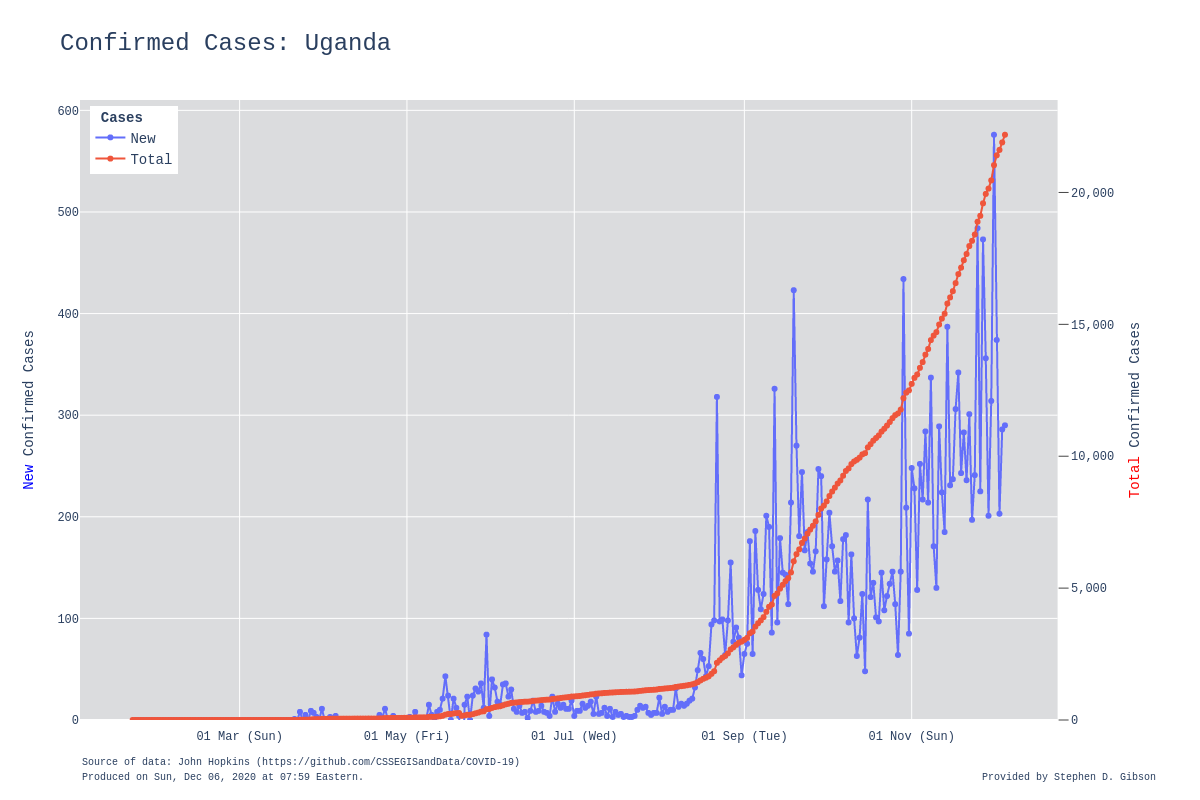 Confirmed Cases: Uganda
Cases
New
Total
600
500
400
300
200
100
0
20,000
15,000
10,000
5,000
0
New Confirmed Cases
Total Confirmed Cases
01 Mar (Sun)
01 May (Fri)
01 Jul (Wed)
01 Sep (Tue)
01 Nov (Sun)
Source of data: John Hopkins (https://github.com/CSSEGISandData/COVID-19)
Produced on Sun, Dec 06, 2020 at 07:59 Eastern.
Provided by Stephen D. Gibson